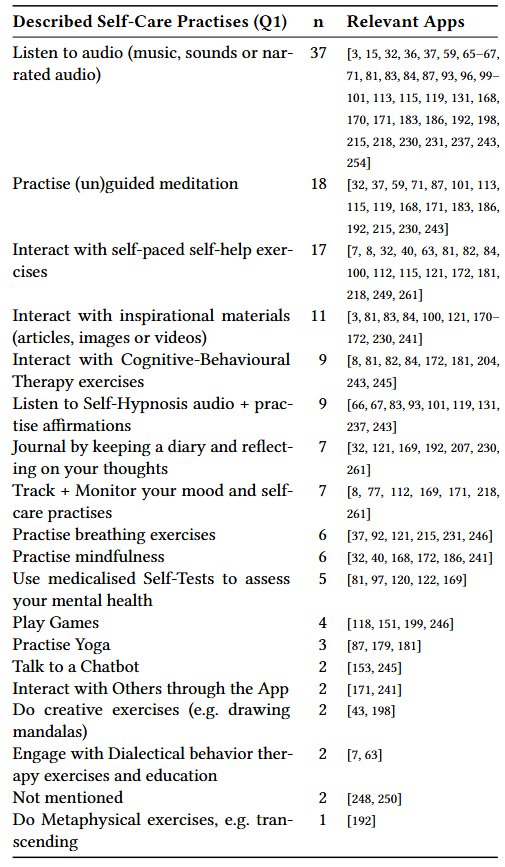 Described Self-Care Practises (Q1) n Relevant Apps
Listen to audio (music, sounds or nar- 37 [3, 15, 32, 36, 37, 59, 65–67,
rated audio) 71, 81, 83, 84, 87, 93, 96, 99–
101, 113, 115, 119, 131, 168,
170, 171, 183, 186, 192, 198,
215, 218, 230, 231, 237, 243,
254]
Practise (un)guided meditation 18 [32, 37, 59, 71, 87, 101, 113,
115, 119, 168, 171, 183, 186,
192, 215, 230, 243]
Interact with self-paced self-help exer- 17 [7, 8, 32, 40, 63, 81, 82, 84,
cises 100, 112, 115, 121, 172, 181,
218, 249, 261]
Interact with inspirational materials 11 [3, 81, 83, 84, 100, 121, 170–
(articles, images or videos) 172, 230, 241]
Interact with Cognitive-Behavioural 9 [8, 81, 82, 84, 172, 181, 204,
Therapy exercises 243, 245]
Listen to Self-Hypnosis audio + prac- 9 [66, 67, 83, 93, 101, 119, 131,
tise affirmations 237, 243]
Journal by keeping a diary and reflect- 7 [32, 121, 169, 192, 207, 230,
ing on your thoughts 261]
Track + Monitor your mood and self- 7 [8, 77, 112, 169, 171, 218,
care practises 261]
Practise breathing exercises 6 [37, 92, 121, 215, 231, 246]
Practise mindfulness 6 [32, 40, 168, 172, 186, 241]
Use medicalised Self-Tests to assess 5 [81, 97, 120, 122, 169]
your mental health
Play Games 4 [118, 151, 199, 246]
Practise Yoga 3 [87, 179, 181]
Talk to a Chatbot 2 [153, 245]
Interact with Others through the App 2 [171, 241]
Do creative exercises (e.g. drawing 2 [43, 198]
mandalas)
Engage with Dialectical behavior ther- 2 [7, 63]
apy exercises and education
Not mentioned 2 [248, 250]
Do Metaphysical exercises, e.g. tran- 1 [192]
scending